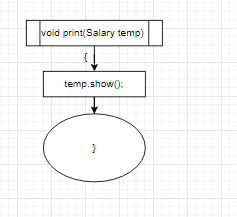 void print(Salary temp)
{
temp.show();
}